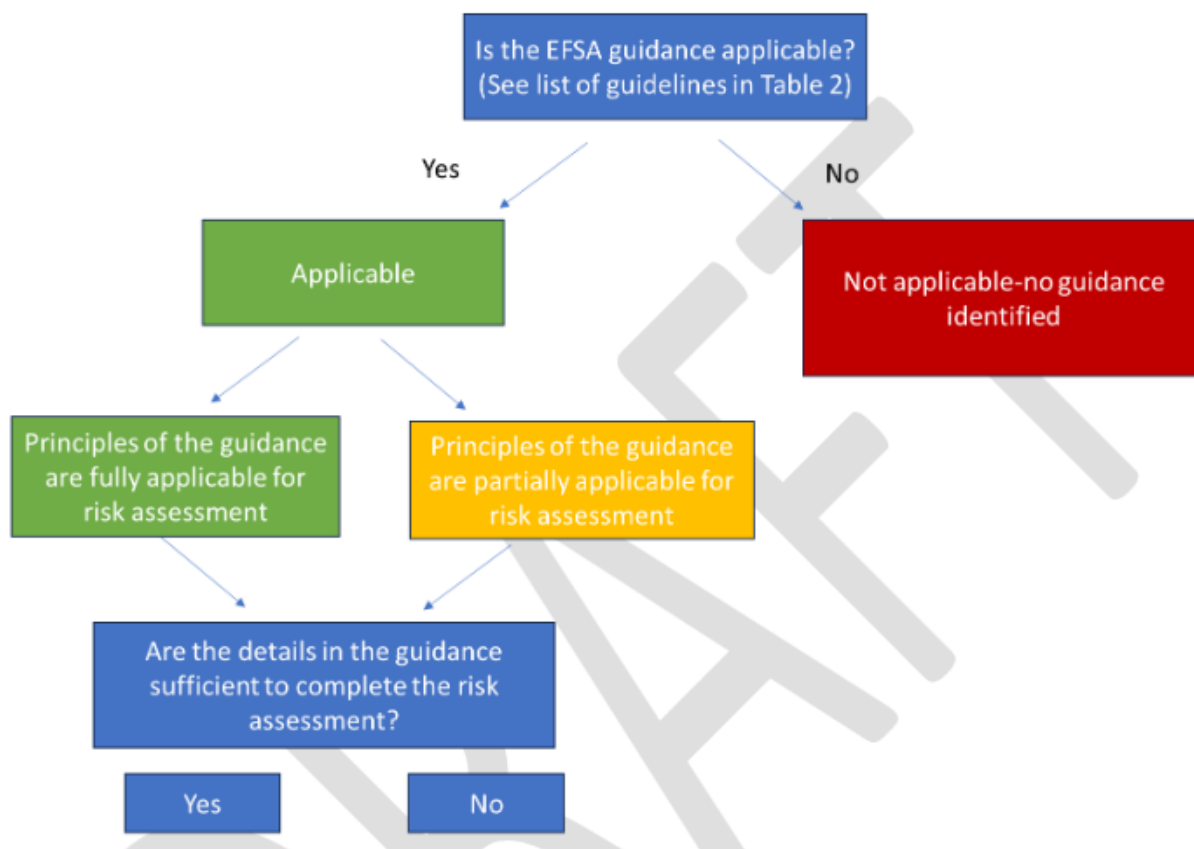 Is the EFSA guidance applicable?
(See list of guidelines in Table 2)
Yes
No
Applicable
Not applicable-no guidance
identified
Principles of the guidance
are fully applicable for
risk assessment
Principles of the guidance
are partially applicable for
risk assessment
Are the details in the guidance
sufficient to complete the risk
assessment?
Yes
No
DRAFT